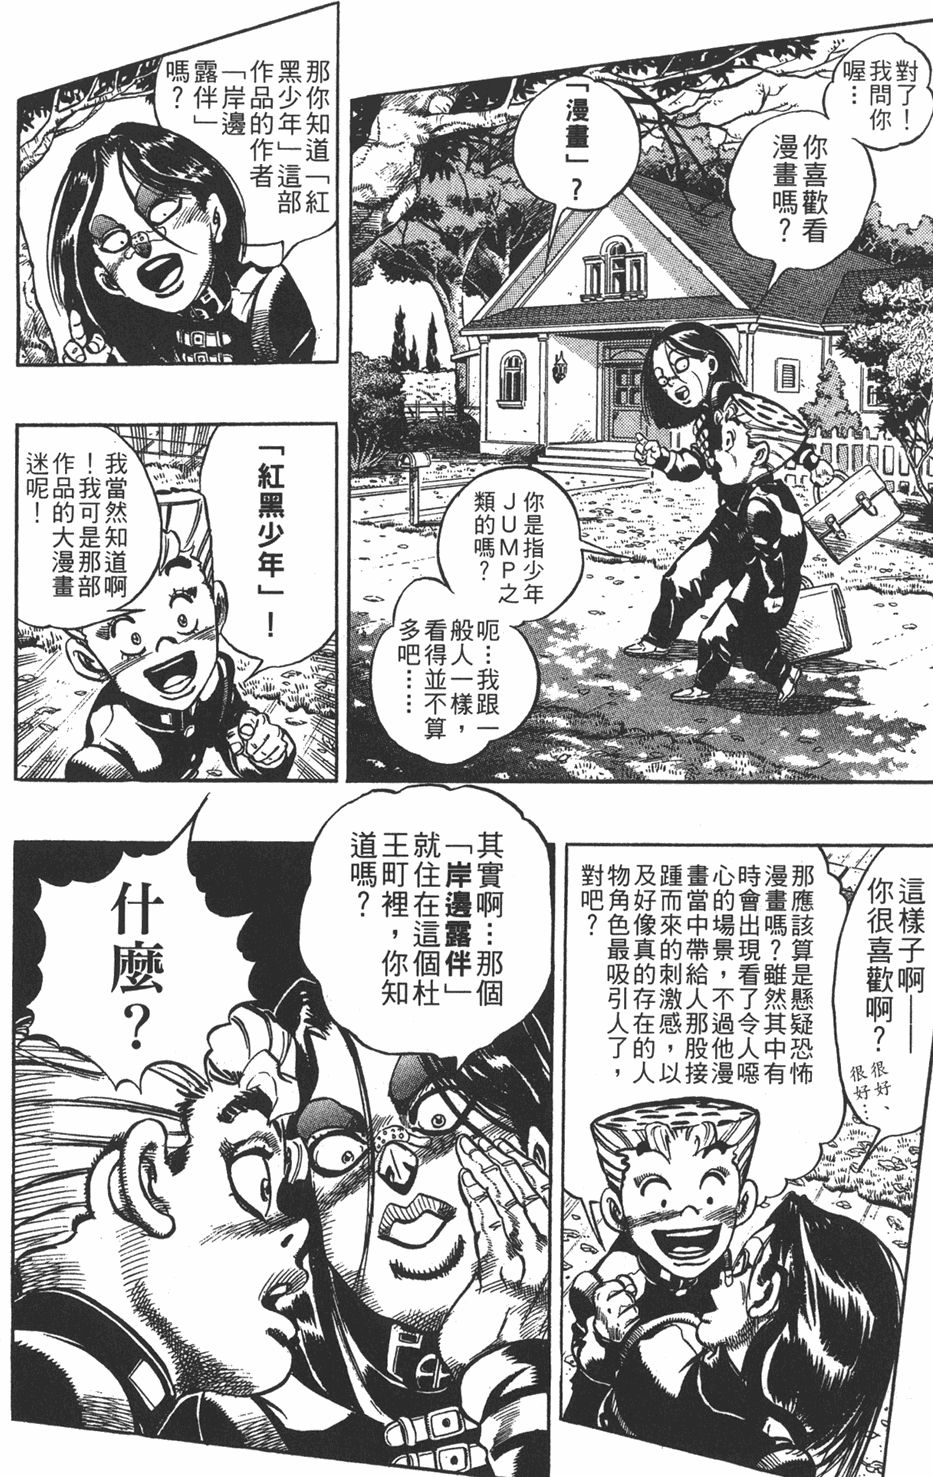 對了!
我問你
喔…
你喜歡看
漫畫嗎?
「漫畫」?
你是指少年
JUMP之
類的嗎?
呃…我跟一
般人一樣,
看得並不算
多吧……
那你知道「紅
黑少年」這部
作品的作者
「岸邊
露伴」
嗎?
「紅黑少年」!
我當然知道啊
!我可是那部
作品的大漫畫
迷呢!
這樣子啊——
你很喜歡啊?
很好、
很好…
那應該算是懸疑恐怖
漫畫嗎?雖然其中有
時會出現看了令人噁
心的場景,不過他漫
畫當中帶給人那股接
踵而來的刺激感,以
及好像真的存在的人
物角色最吸引人了,
對吧?
其實啊…那個
「岸邊露伴」
就住在這個杜
王町裡,你知
道嗎?
什麼?